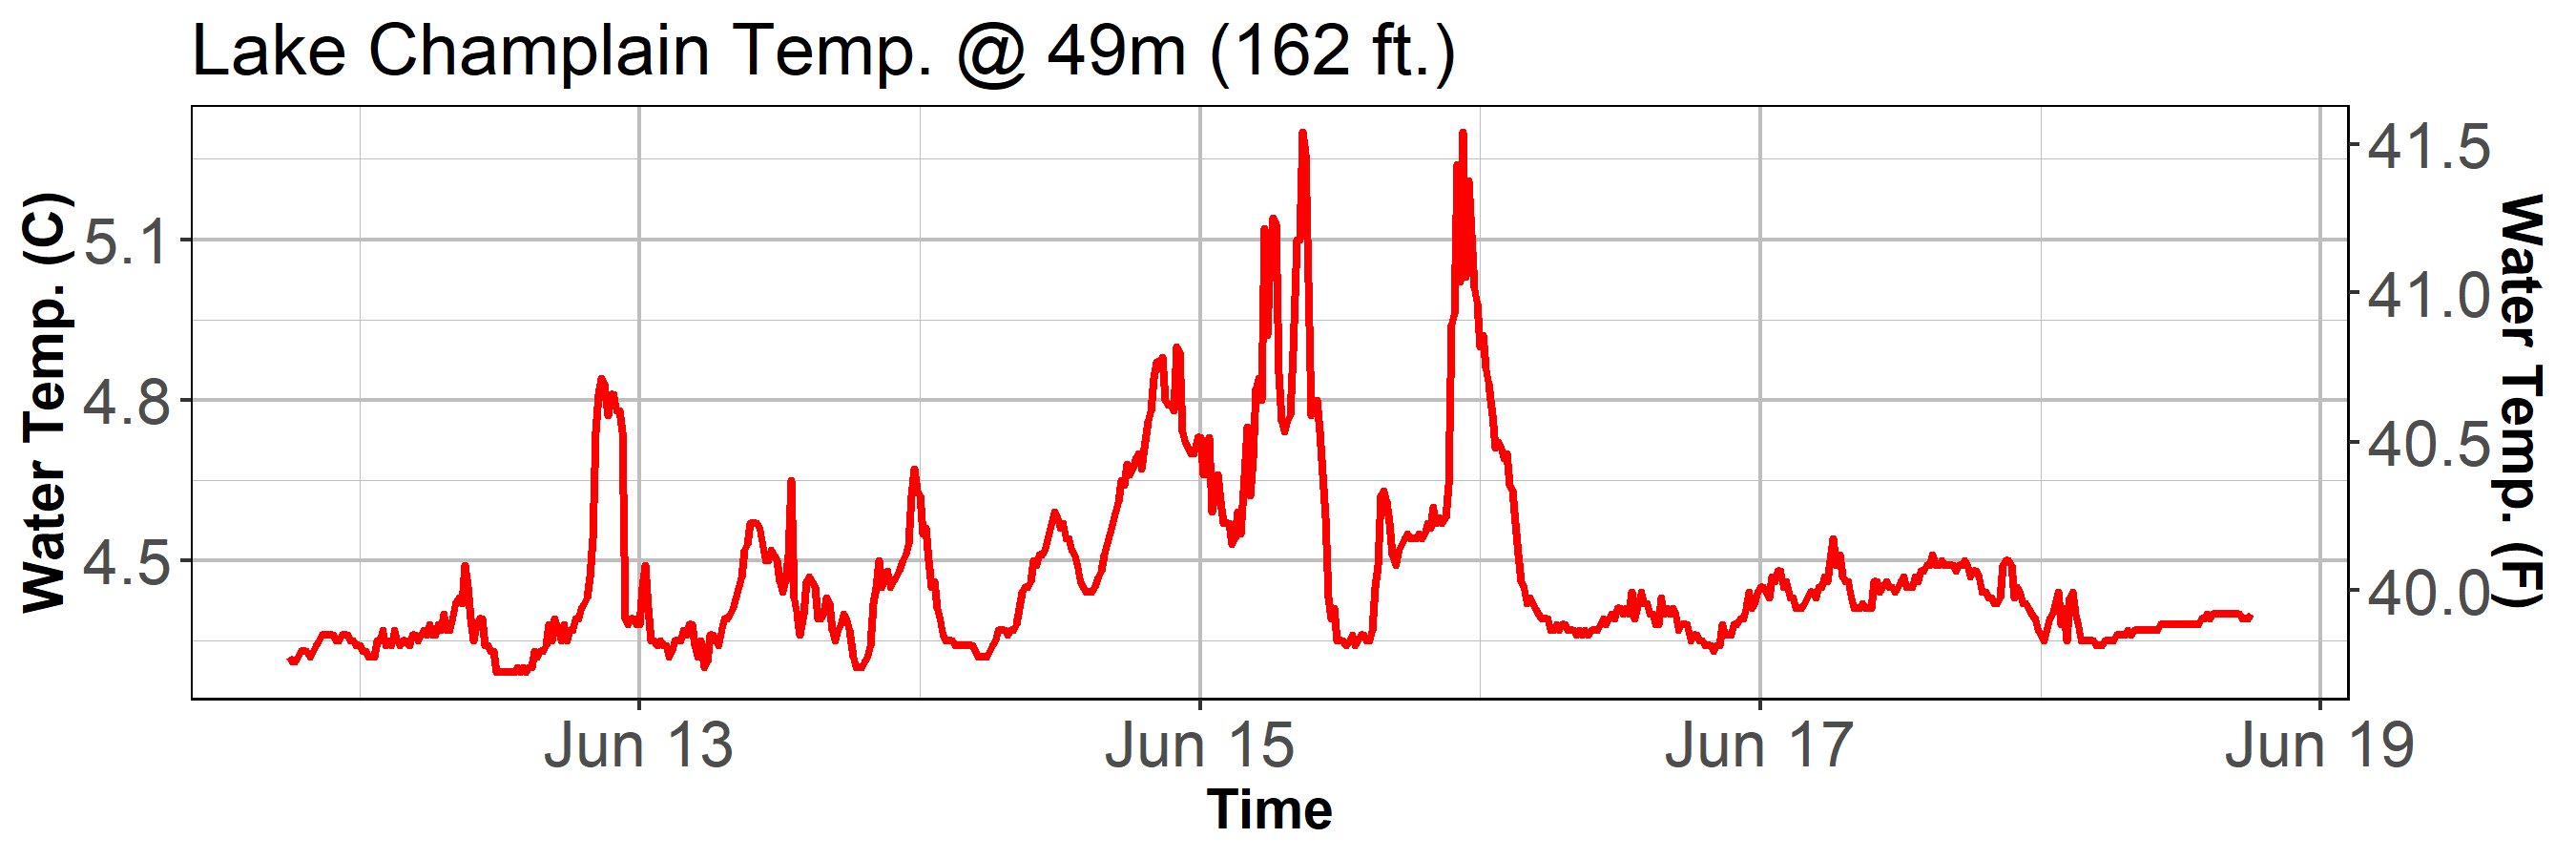 Lake Champlain Temp. @ 49m (162 ft.)
Water Temp. (C)
5.1
4.8
4.5
41.5
41.0
40.5
40.0
Water Temp. (F)
Jun 13
Jun 15
Jun 17
Jun 19
Time